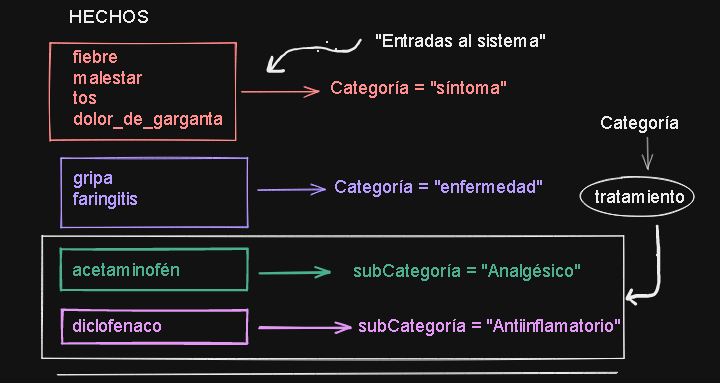 HECHOS
"Entradas al sistema"
fiebre
malestar
tos
dolor_de_garganta
Categoría = "síntoma"
Categoría
tratamiento
gripa
faringitis
Categoría = "enfermedad"
acetaminofén
subCategoría = "Analgésico"
diclofenaco
subCategoría = "Antiinflamatorio"